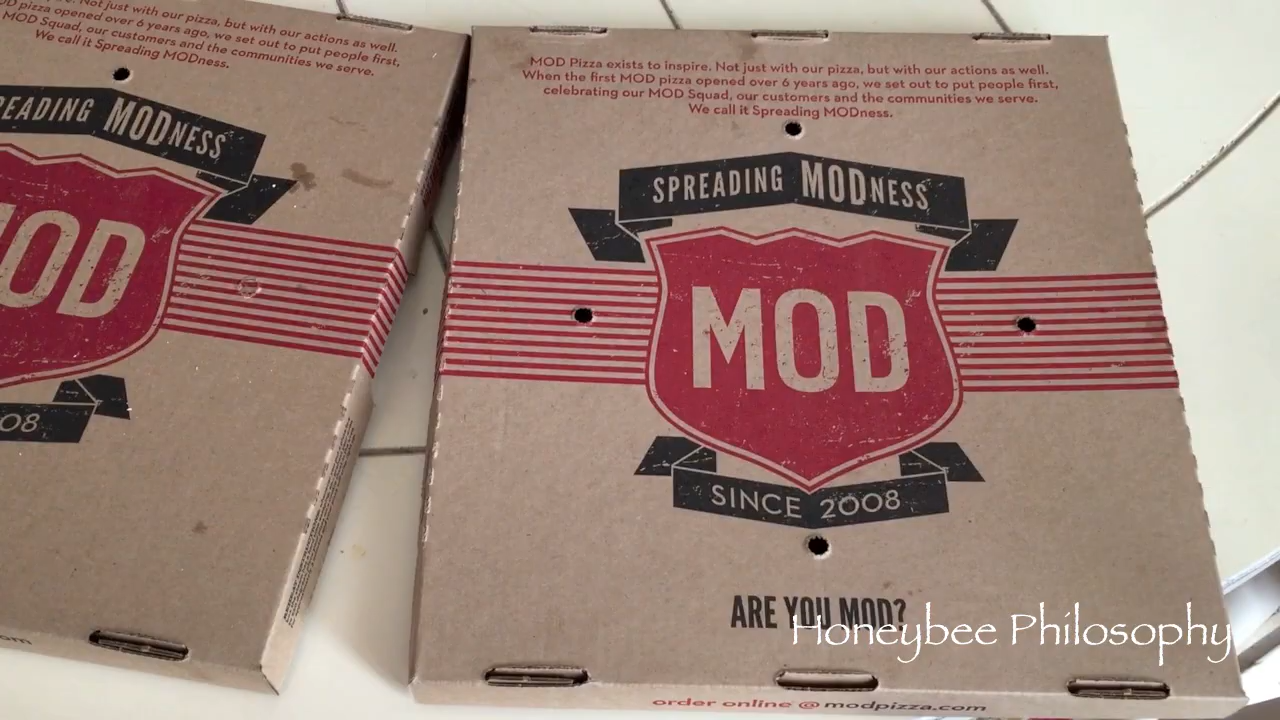 pizza opened over 6 years ago, we set out to put people first,
MOD Squad, our customers and the communities we serve.
We call it Spreading MODness.
EADING MODNESS
MOD
08
om
MOD Pizza exists to inspire. Not just with our pizza, but with our actions as well.
When the first MOD pizza opened over 6 years ago, we set out to put people first,
celebrating our MOD Squad, our customers and the communities we serve.
We call it Spreading MODness.
SPREADING MODNESS
MOD
SINCE 2008
ARE YOU MOD?
Honeybee Philosophy
order online @ modpizza.com